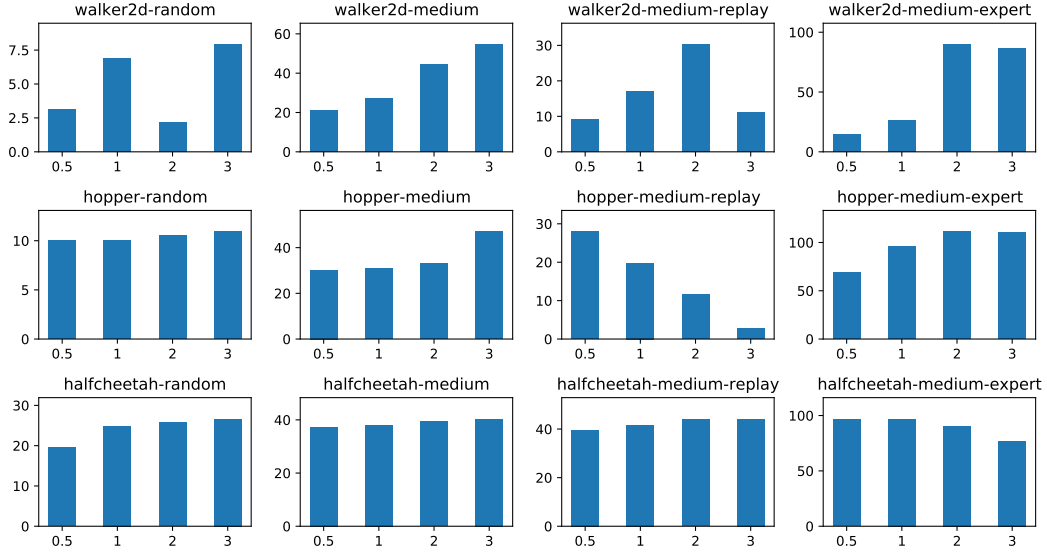 walker2d-random
walker2d-medium
walker2d-medium-replay
walker2d-medium-expert
7.5
5.0
2.5
0.0
0.5 1 2 3
60
40
20
0
0.5 1 2 3
30
20
10
0
0.5 1 2 3
100
50
0
0.5 1 2 3
hopper-random
hopper-medium
hopper-medium-replay
hopper-medium-expert
10
5
0
0.5 1 2 3
40
20
0
0.5 1 2 3
30
20
10
0
0.5 1 2 3
100
50
0
0.5 1 2 3
halfcheetah-random
halfcheetah-medium
halfcheetah-medium-replay
halfcheetah-medium-expert
30
20
10
0
0.5 1 2 3
40
20
0
0.5 1 2 3
40
20
0
0.5 1 2 3
100
50
0
0.5 1 2 3